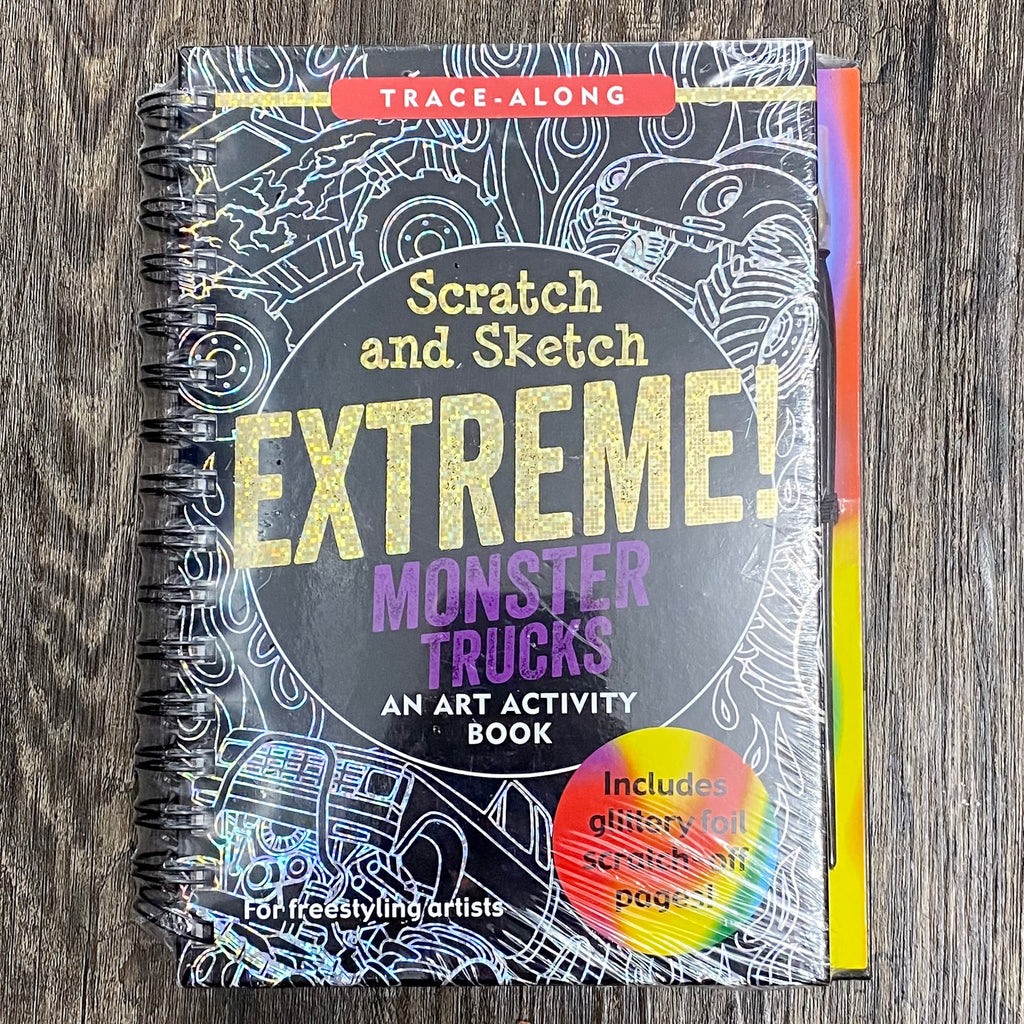 TRACE-ALONG
Scratch
and Sketch
EXTREME!
MONSTER
TRUCKS
AN ART ACTIVITY
BOOK
Includes
glittery foil
scratch-off
pages!
For freestyling artists